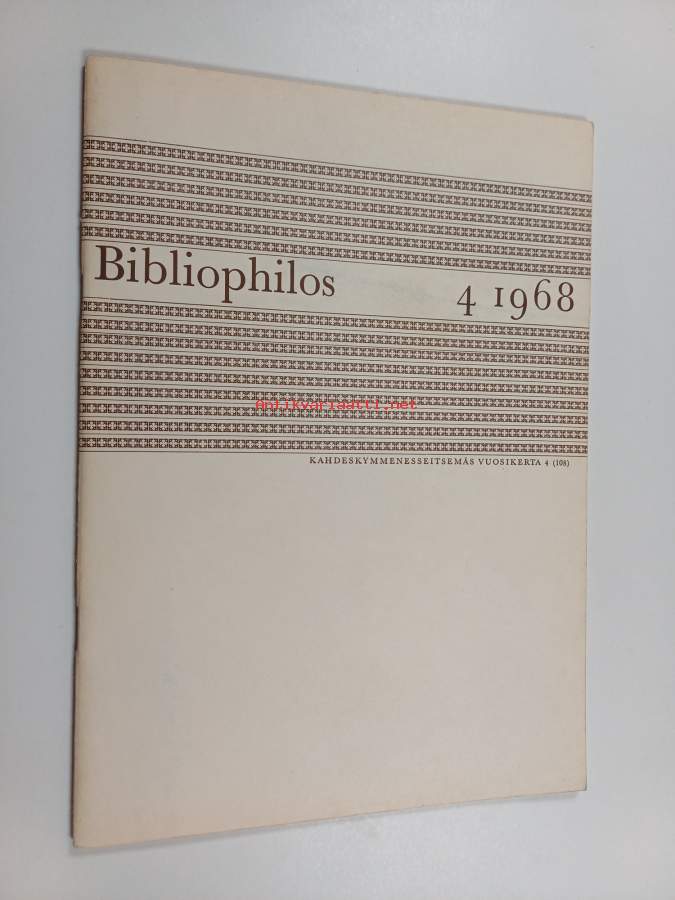 Bibliophilos 4 1968
Antikvariaatti.net
KAHDESKYMMENESSEITSEMÄS VUOSIKERTA 4 (108)